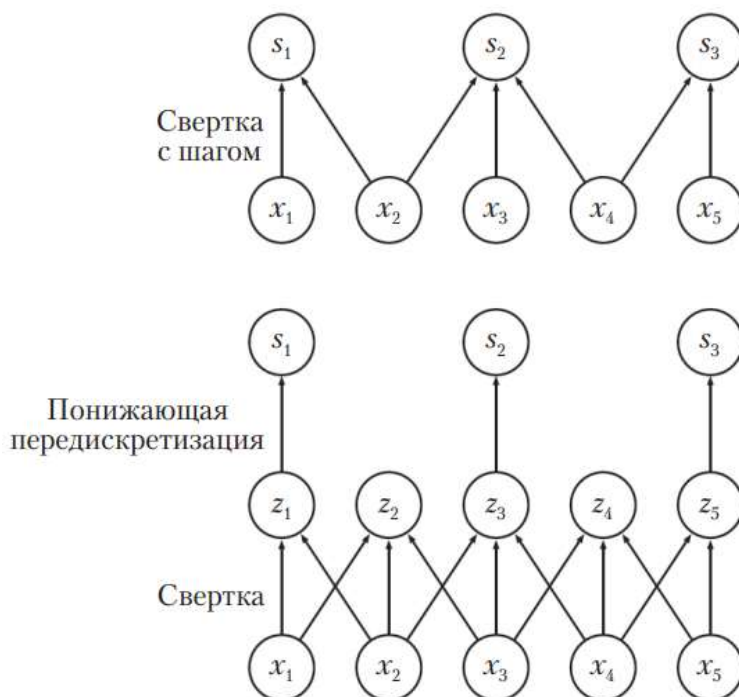 s₁ s₂ s₃
Свертка
с шагом
x₁ x₂ x₃ x₄ x₅
s₁ s₂ s₃
Понижающая
передискретизация
z₁ z₂ z₃ z₄ z₅
Свертка
x₁ x₂ x₃ x₄ x₅